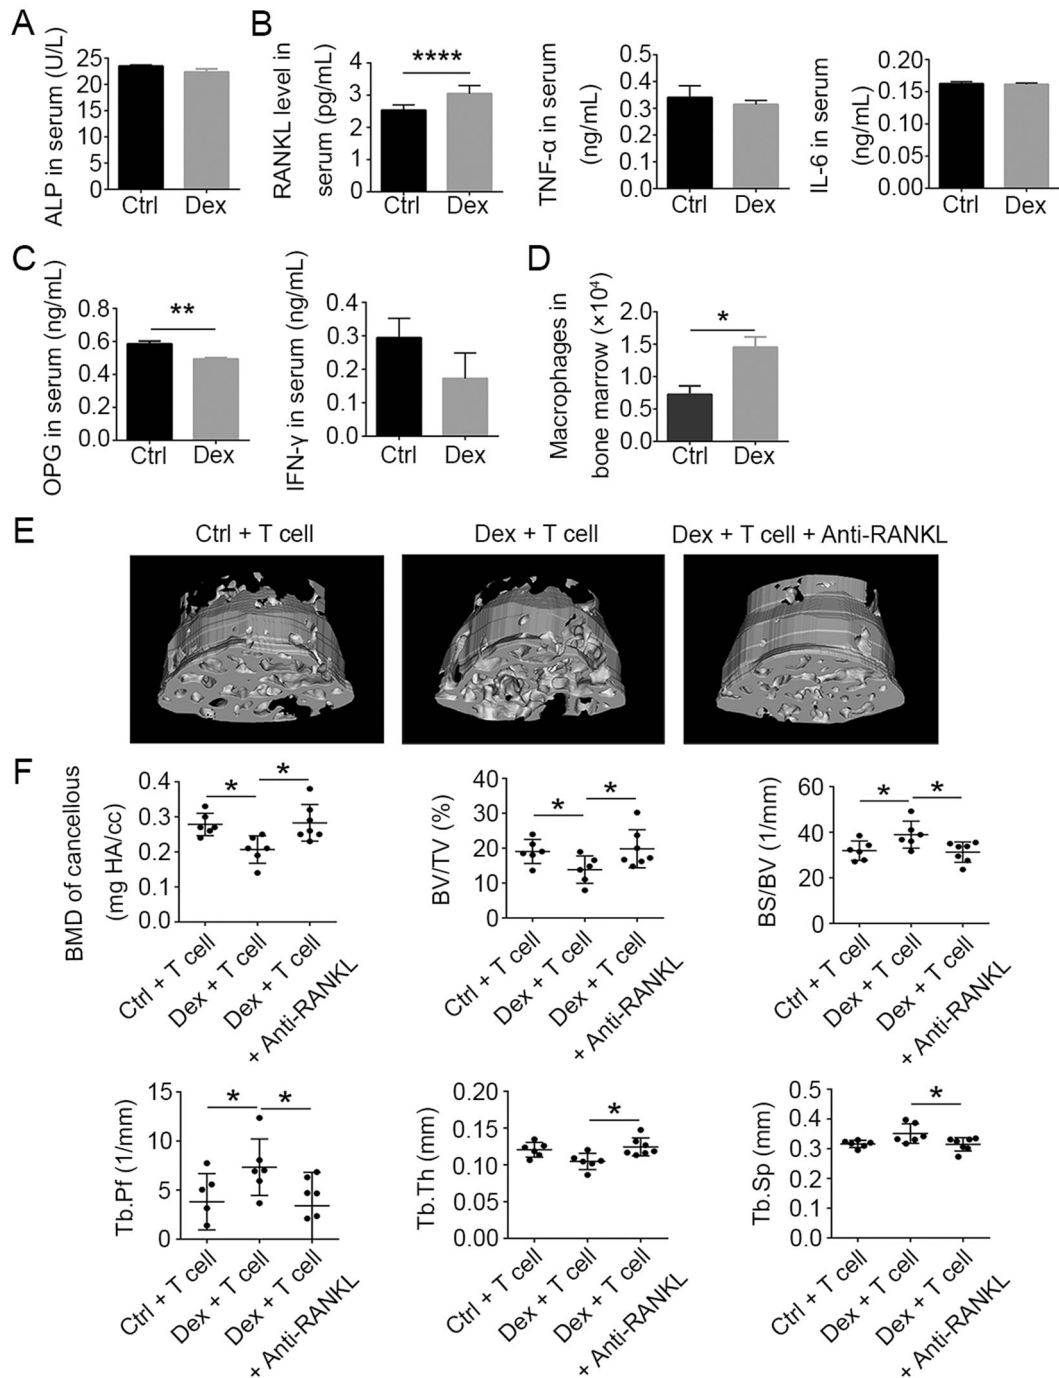 A
ALP in serum (U/L)
25
20
15
10
5
0
Ctrl
Dex
B
RANKL level in
serum (pg/mL)
4
3
2
1
0
****
Ctrl
Dex
TNF-α in serum
(ng/mL)
0.5
0.4
0.3
0.2
0.1
0.0
Ctrl
Dex
IL-6 in serum
(ng/mL)
0.20
0.15
0.10
0.05
0.00
Ctrl
Dex
C
OPG in serum (ng/mL)
0.8
0.6
0.4
0.2
0.0
**
Ctrl
Dex
IFN-γ in serum (ng/mL)
0.4
0.3
0.2
0.1
0.0
Ctrl
Dex
D
Macrophages in
bone marrow (×10⁴)
2.0
1.5
1.0
0.5
0.0
*
Ctrl
Dex
E
Ctrl + T cell
Dex + T cell
Dex + T cell + Anti-RANKL
F
BMD of cancellous
(mg HA/cc)
0.4
0.3
0.2
0.1
0.0
*
*
Ctrl + T cell
Dex + T cell
Dex + T cell
+ Anti-RANKL
BV/TV (%)
40
30
20
10
0
*
*
Ctrl + T cell
Dex + T cell
Dex + T cell
+ Anti-RANKL
BS/BV (1/mm)
60
40
20
0
*
*
Ctrl + T cell
Dex + T cell
Dex + T cell
+ Anti-RANKL
Tb.Pf (1/mm)
15
10
5
0
*
*
Ctrl + T cell
Dex + T cell
Dex + T cell
+ Anti-RANKL
Tb.Th (mm)
0.20
0.15
0.10
0.05
0.00
*
Ctrl + T cell
Dex + T cell
Dex + T cell
+ Anti-RANKL
Tb.Sp (mm)
0.5
0.4
0.3
0.2
0.1
0.0
*
Ctrl + T cell
Dex + T cell
Dex + T cell
+ Anti-RANKL